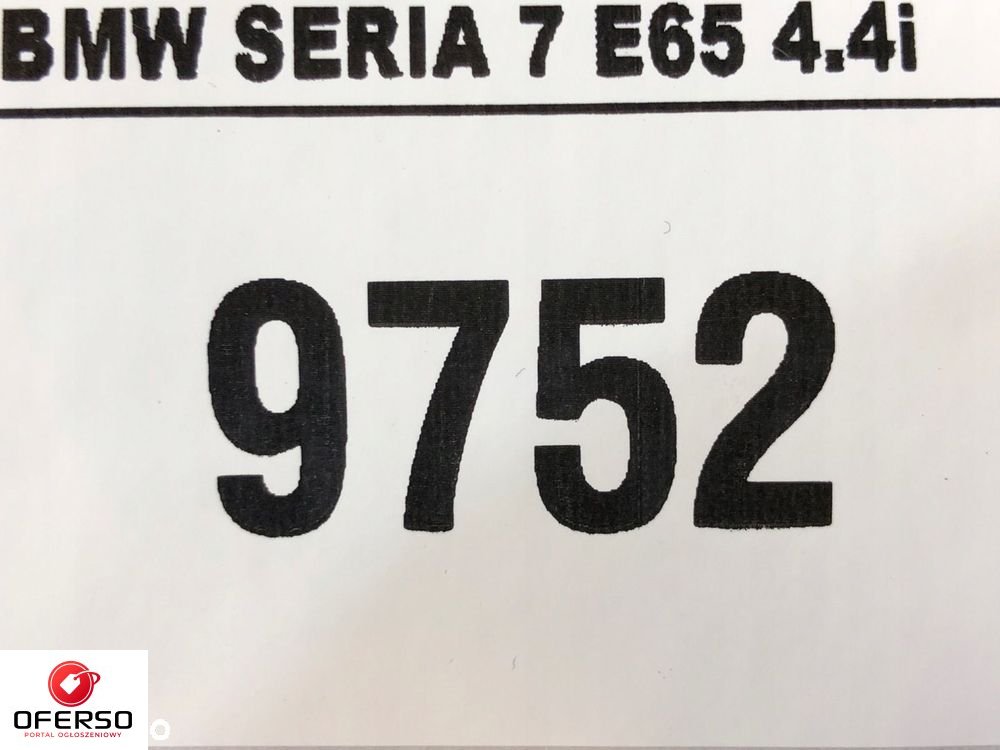 BMW SERIA 7 E65 4.4i
9752
OFERSO
PORTAL OGŁOSZENIOWY